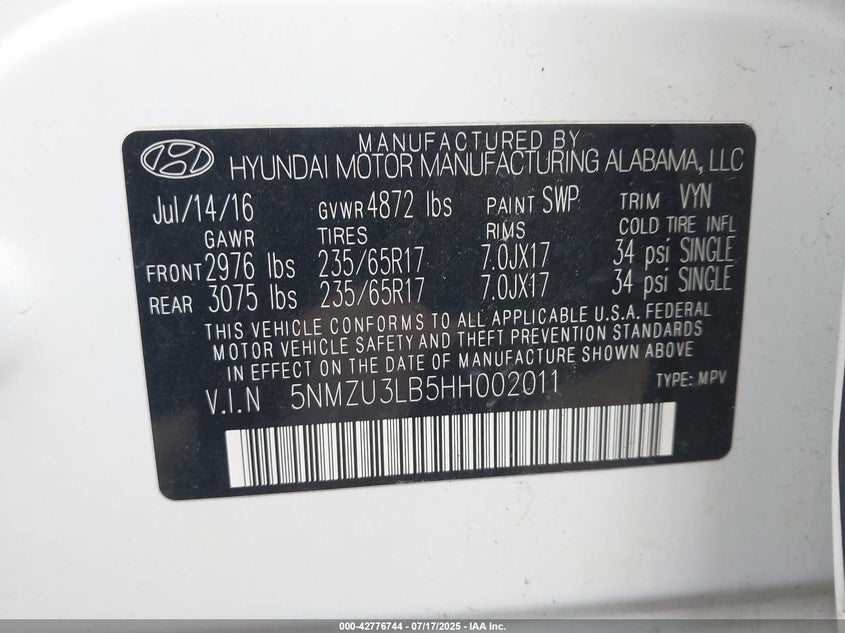 MANUFACTURED BY
HYUNDAI MOTOR MANUFACTURING ALABAMA, LLC
Jul/14/16 GVWR 4872 lbs PAINT SWP TRIM VYN
GAWR TIRES RIMS COLD TIRE INFL
FRONT 2976 lbs 235/65R17 7.0JX17 34 psi SINGLE
REAR 3075 lbs 235/65R17 7.0JX17 34 psi SINGLE
THIS VEHICLE CONFORMS TO ALL APPLICABLE U.S.A. FEDERAL
MOTOR VEHICLE SAFETY AND THEFT PREVENTION STANDARDS
IN EFFECT ON THE DATE OF MANUFACTURE SHOWN ABOVE.
V.I.N 5NMZU3LB5HH002011 TYPE: MPV
000-42776744 - 07/17/2025 - IAA Inc.